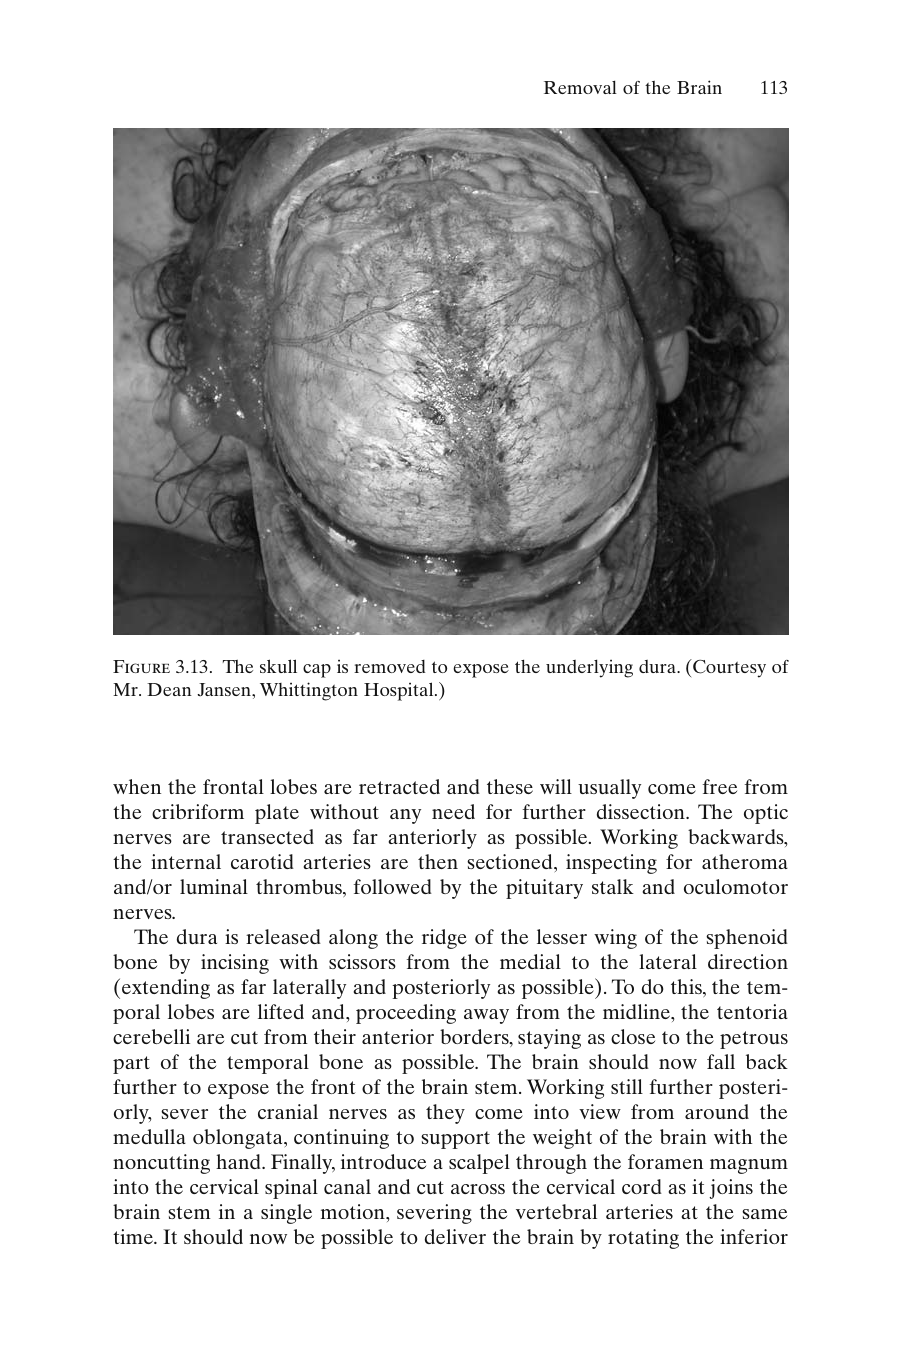 Removal of the Brain 113
FIGURE 3.13. The skull cap is removed to expose the underlying dura. (Courtesy of
Mr. Dean Jansen, Whittington Hospital.)
when the frontal lobes are retracted and these will usually come free from
the cribriform plate without any need for further dissection. The optic
nerves are transected as far anteriorly as possible. Working backwards,
the internal carotid arteries are then sectioned, inspecting for atheroma
and/or luminal thrombus, followed by the pituitary stalk and oculomotor
nerves.
The dura is released along the ridge of the lesser wing of the sphenoid
bone by incising with scissors from the medial to the lateral direction
(extending as far laterally and posteriorly as possible). To do this, the tem-
poral lobes are lifted and, proceeding away from the midline, the tentoria
cerebelli are cut from their anterior borders, staying as close to the petrous
part of the temporal bone as possible. The brain should now fall back
further to expose the front of the brain stem. Working still further posteri-
orly, sever the cranial nerves as they come into view from around the
medulla oblongata, continuing to support the weight of the brain with the
noncutting hand. Finally, introduce a scalpel through the foramen magnum
into the cervical spinal canal and cut across the cervical cord as it joins the
brain stem in a single motion, severing the vertebral arteries at the same
time. It should now be possible to deliver the brain by rotating the inferior